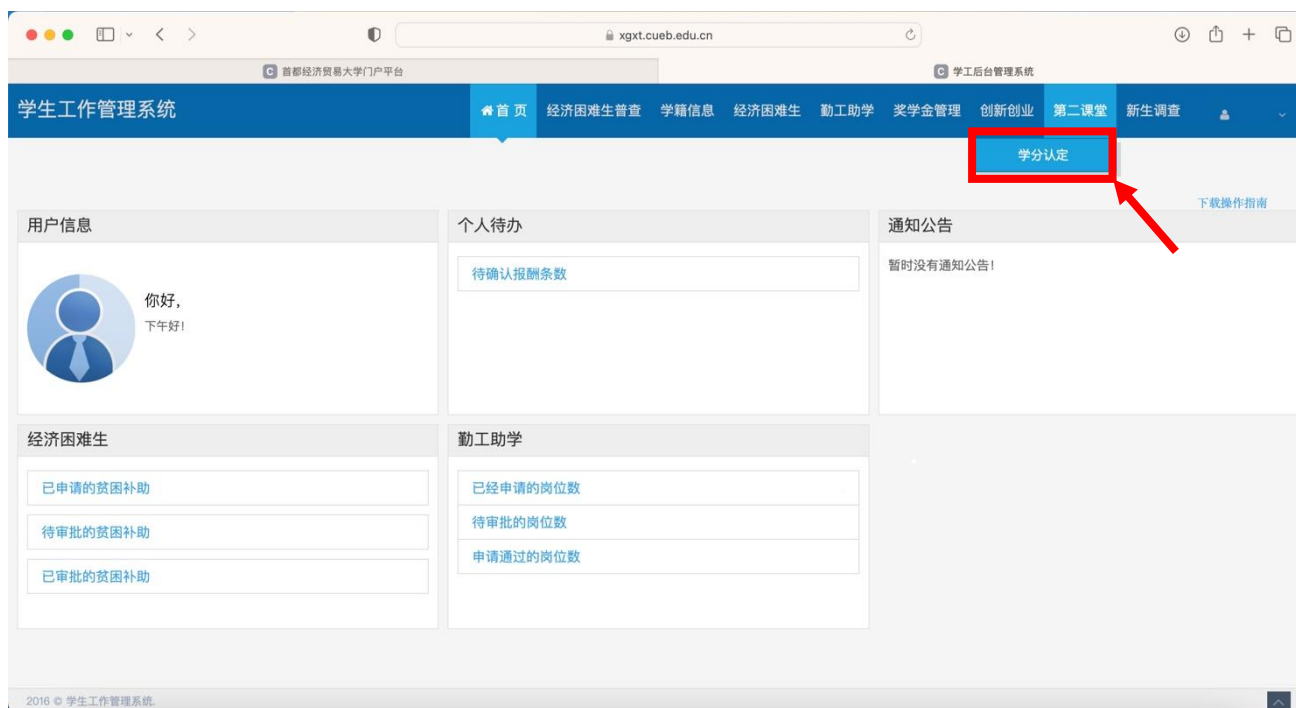 xgxt.cueb.edu.cn
首都经济贸易大学门户平台
学工后台管理系统
学生工作管理系统
首 页 经济困难生普查 学籍信息 经济困难生 勤工助学 奖学金管理 创新创业 第二课堂 新生调查
学分认定
下载操作指南
用户信息
个人待办
通知公告
你好,
下午好!
待确认报酬条数
暂时没有通知公告!
经济困难生
勤工助学
已申请的贫困补助
待审批的贫困补助
已审批的贫困补助
已经申请的岗位数
待审批的岗位数
申请通过的岗位数
2016 © 学生工作管理系统.